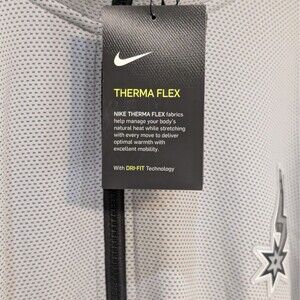 THERMA FLEX
NIKE THERMA FLEX fabrics
help manage your body's
natural heat while stretching
with every move to deliver
optimal warmth with
excellent mobility.
With DRI-FIT Technology